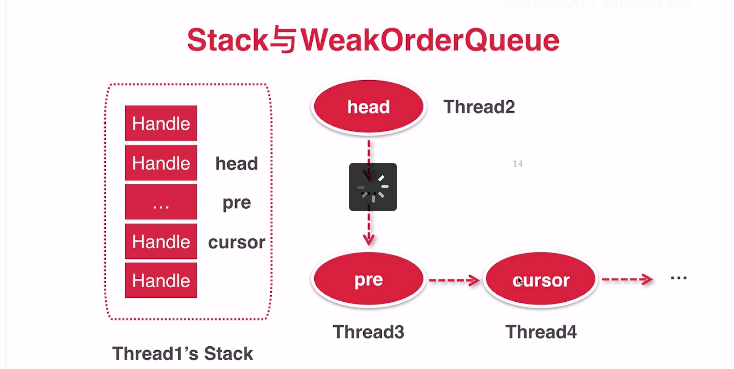 Stack与WeakOrderQueue
Handle
Handle
...
Handle
Handle
head
pre
cursor
Thread1's Stack
head
Thread2
14
pre
Thread3
cursor
Thread4
...